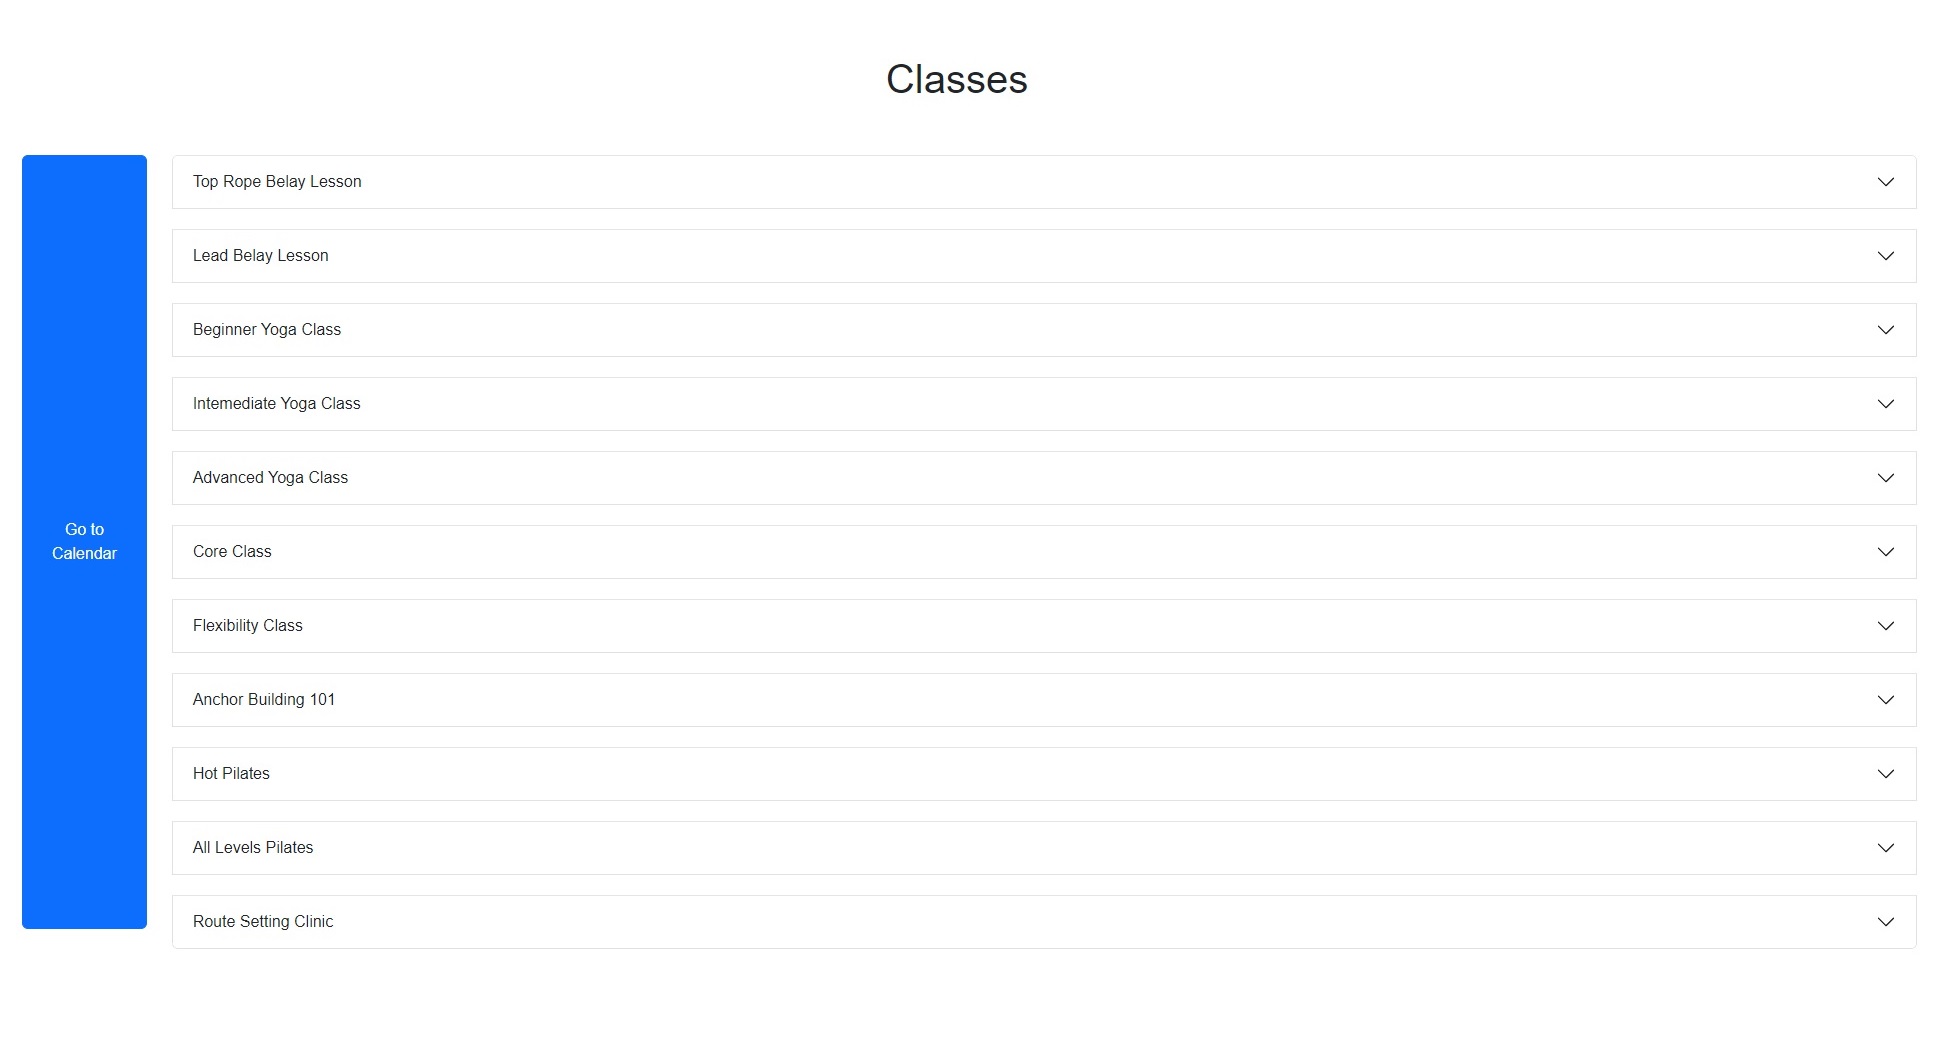 Classes
Go to
Calendar
Top Rope Belay Lesson
Lead Belay Lesson
Beginner Yoga Class
Intemediate Yoga Class
Advanced Yoga Class
Core Class
Flexibility Class
Anchor Building 101
Hot Pilates
All Levels Pilates
Route Setting Clinic